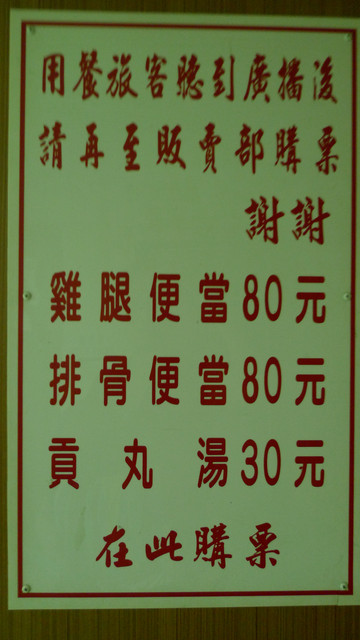 用餐旅客聽到廣播後
請再至販賣部購票
謝謝
雞腿便當80元
排骨便當80元
貢丸湯30元
在此購票